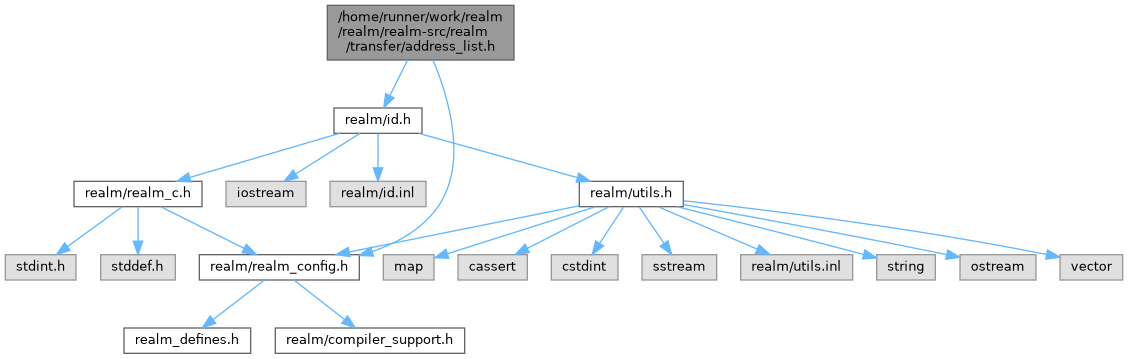 /home/runner/work/realm
/realm/realm-src/realm
/transfer/address_list.h
realm/id.h
realm/realm_c.h
iostream
realm/id.inl
realm/utils.h
stdint.h
stddef.h
realm/realm_config.h
map
cassert
cstdint
sstream
realm/utils.inl
string
ostream
vector
realm_defines.h
realm/compiler_support.h